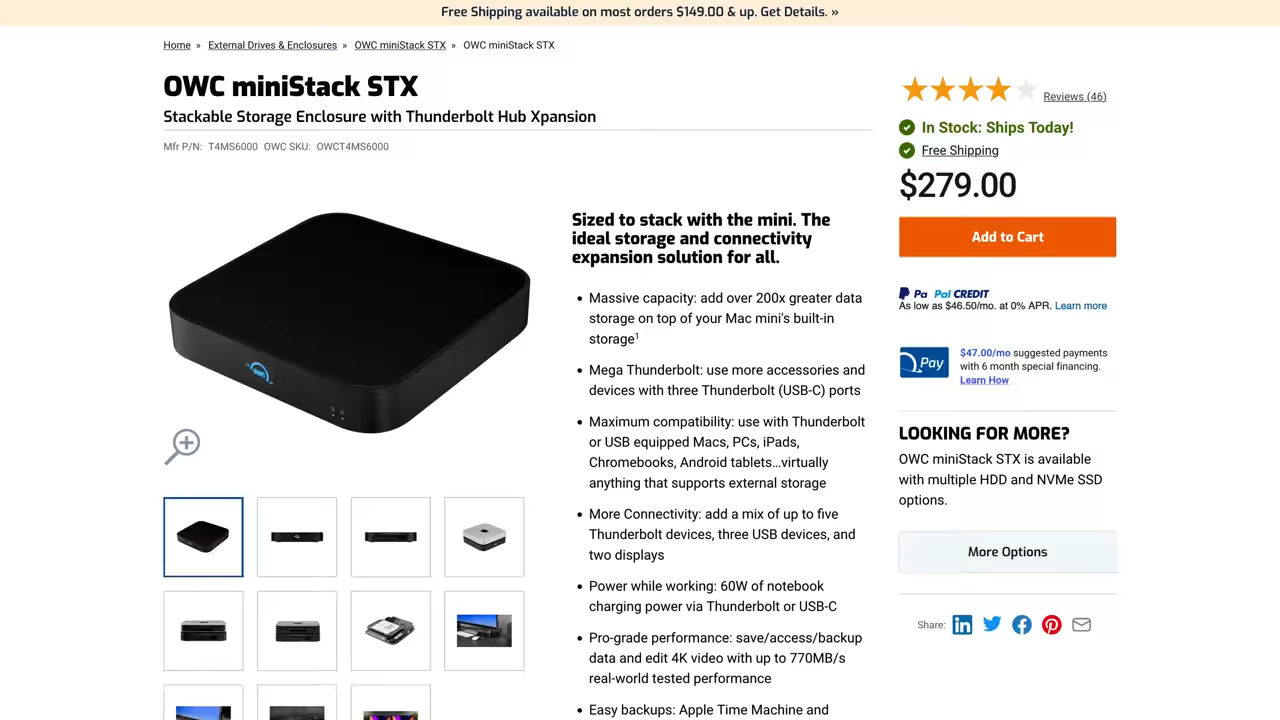 Free Shipping available on most orders $149.00 & up. Get Details. »
Home » External Drives & Enclosures » OWC miniStack STX » OWC miniStack STX
OWC miniStack STX
Stackable Storage Enclosure with Thunderbolt Hub Xpansion
Mfr P/N: T4MS6000 OWC SKU: OWCT4MS6000
OWC
Sized to stack with the mini. The
ideal storage and connectivity
expansion solution for all.
• Massive capacity: add over 200x greater data
storage on top of your Mac mini's built-in
storage¹
• Mega Thunderbolt: use more accessories and
devices with three Thunderbolt (USB-C) ports
• Maximum compatibility: use with Thunderbolt
or USB equipped Macs, PCs, iPads,
Chromebooks, Android tablets…virtually
anything that supports external storage
• More Connectivity: add a mix of up to five
Thunderbolt devices, three USB devices, and
two displays
• Power while working: 60W of notebook
charging power via Thunderbolt or USB-C
• Pro-grade performance: save/access/backup
data and edit 4K video with up to 770MB/s
real-world tested performance
• Easy backups: Apple Time Machine and
Reviews (46)
In Stock: Ships Today!
Free Shipping
$279.00
Add to Cart
PayPal CREDIT
As low as $46.50/mo. at 0% APR. Learn more
Pay
$47.00/mo suggested payments
with 6 month special financing.
Learn How
LOOKING FOR MORE?
OWC miniStack STX is available
with multiple HDD and NVMe SSD
options.
More Options
Share: